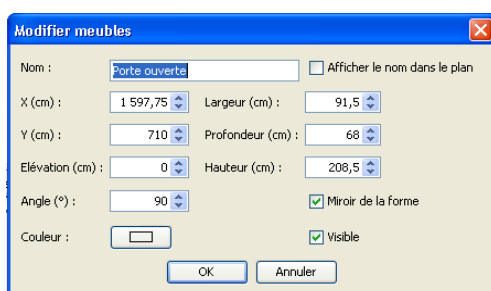 Modifier meubles
Nom : Porte ouverte Afficher le nom dans le plan
X (cm) : 1 597,75 Largeur (cm) : 91,5
Y (cm) : 710 Profondeur (cm) : 68
Elévation (cm) : 0 Hauteur (cm) : 208,5
Angle (°) : 90 Miroir de la forme
Couleur : Visible
OK Annuler